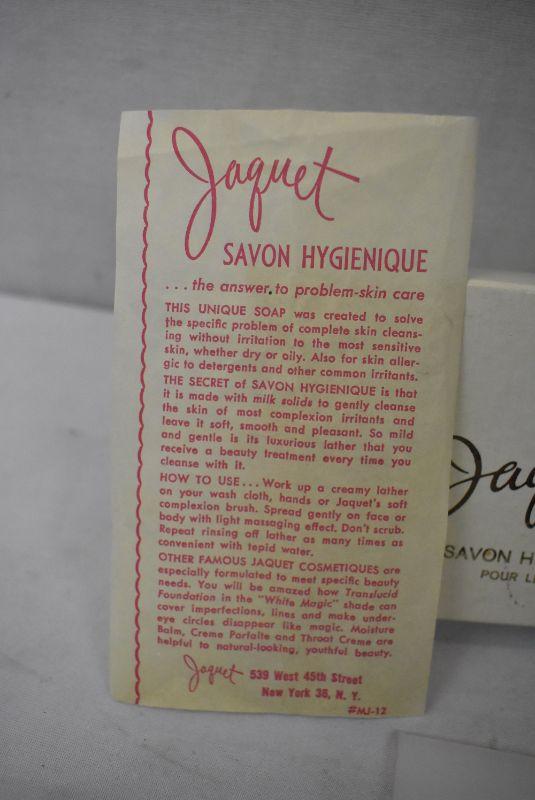 Jaquet
SAVON HYGIENIQUE
... the answer to problem-skin care
THIS UNIQUE SOAP was created to solve
the specific problem of complete skin cleans-
ing without irritation to the most sensitive
skin, whether dry or oily. Also for skin aller-
gic to detergents and other common irritants.
THE SECRET of SAVON HYGIENIQUE is that
it is made with milk solids to gently cleanse
the skin of most complexion irritants and
leave it soft, smooth and pleasant. So mild
and gentle is its luxurious lather that you
receive a beauty treatment every time you
cleanse with it.
HOW TO USE... Work up a creamy lather
on your wash cloth, hands or Jaquet's soft
complexion brush. Spread gently on face or
body with light massaging effect. Don't scrub.
Repeat rinsing off lather as many times as
convenient with tepid water.
OTHER FAMOUS JAQUET COSMETIQUES are
especially formulated to meet specific beauty
needs. You will be amazed how Translucid
Foundation in the "White Magic" shade can
cover imperfections, lines and make under-
eye circles disappear like magic. Moisture
Balm, Creme Parfaite and Throat Creme are
helpful to natural-looking, youthful beauty.
Jaquet 539 West 45th Street
New York 36, N. Y.
#MJ-12
Jaq
SAVON H
POUR LE